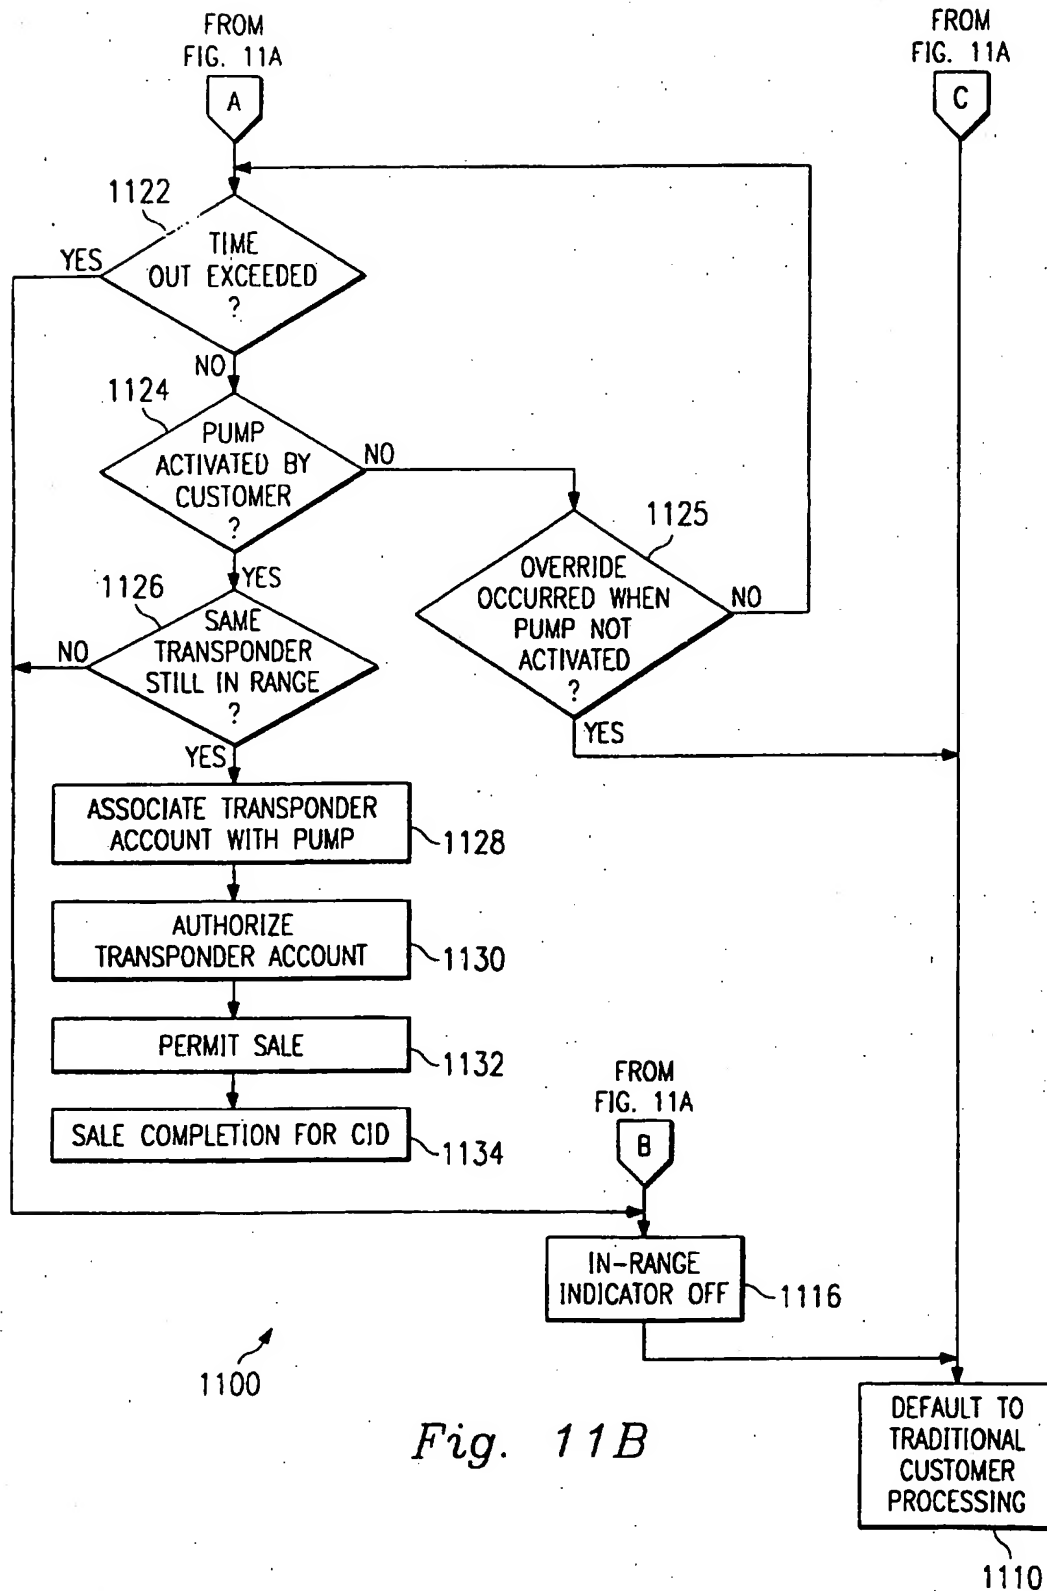 FROM
FIG. 11A
A
FROM
FIG. 11A
C
1122
TIME
OUT EXCEEDED
?
YES
NO
1124
PUMP
ACTIVATED BY
CUSTOMER
?
NO
YES
1125
OVERRIDE
OCCURRED WHEN
PUMP NOT
ACTIVATED
?
NO
YES
1126
SAME
TRANSPONDER
STILL IN RANGE
?
NO
YES
ASSOCIATE TRANSPONDER
ACCOUNT WITH PUMP
1128
AUTHORIZE
TRANSPONDER ACCOUNT
1130
PERMIT SALE
1132
SALE COMPLETION FOR CID
1134
FROM
FIG. 11A
B
IN-RANGE
INDICATOR OFF
1116
1100
Fig. 11B
DEFAULT TO
TRADITIONAL
CUSTOMER
PROCESSING
1110